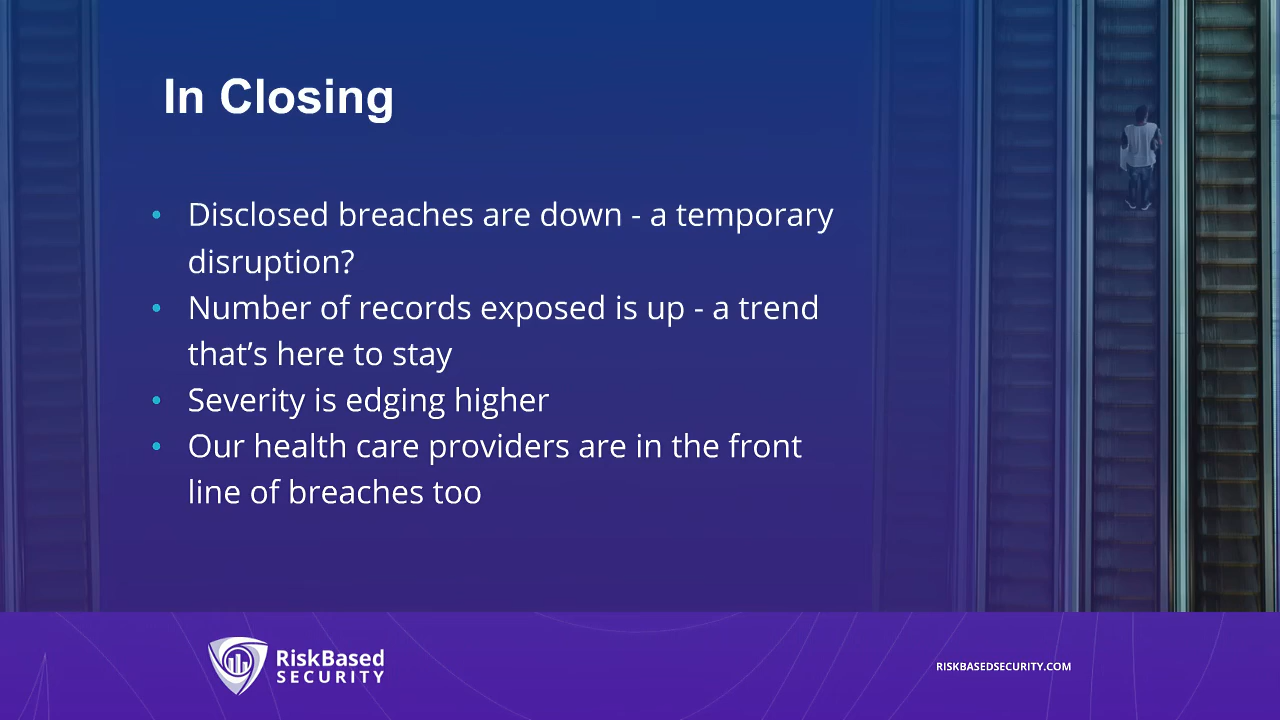 In Closing
• Disclosed breaches are down - a temporary
disruption?
• Number of records exposed is up - a trend
that’s here to stay
• Severity is edging higher
• Our health care providers are in the front
line of breaches too
RiskBased
SECURITY
RISKBASEDSECURITY.COM